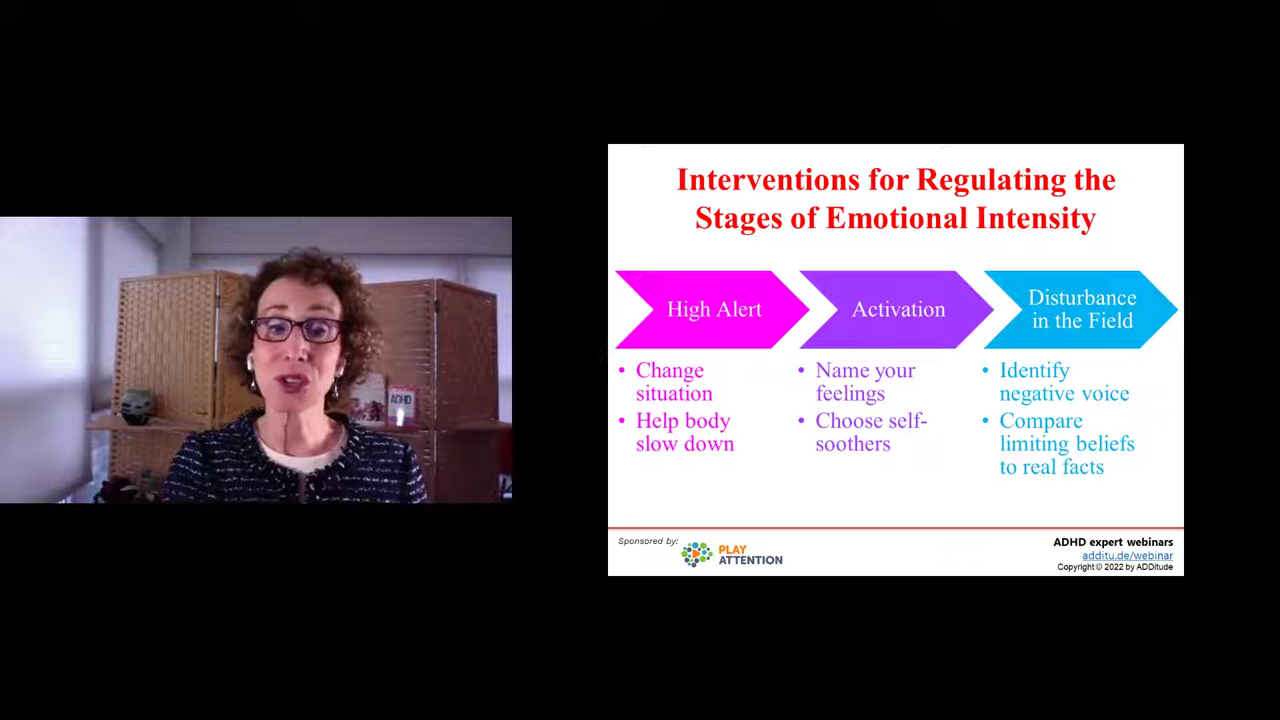 Interventions for Regulating the
Stages of Emotional Intensity
High Alert
• Change
situation
• Help body
slow down
Activation
• Name your
feelings
• Choose self-
soothers
Disturbance
in the Field
• Identify
negative voice
• Compare
limiting beliefs
to real facts
Sponsored by:
PLAY
ATTENTION
ADHD expert webinars
additu.de/webinar
Copyright © 2022 by ADDitude
ADHD